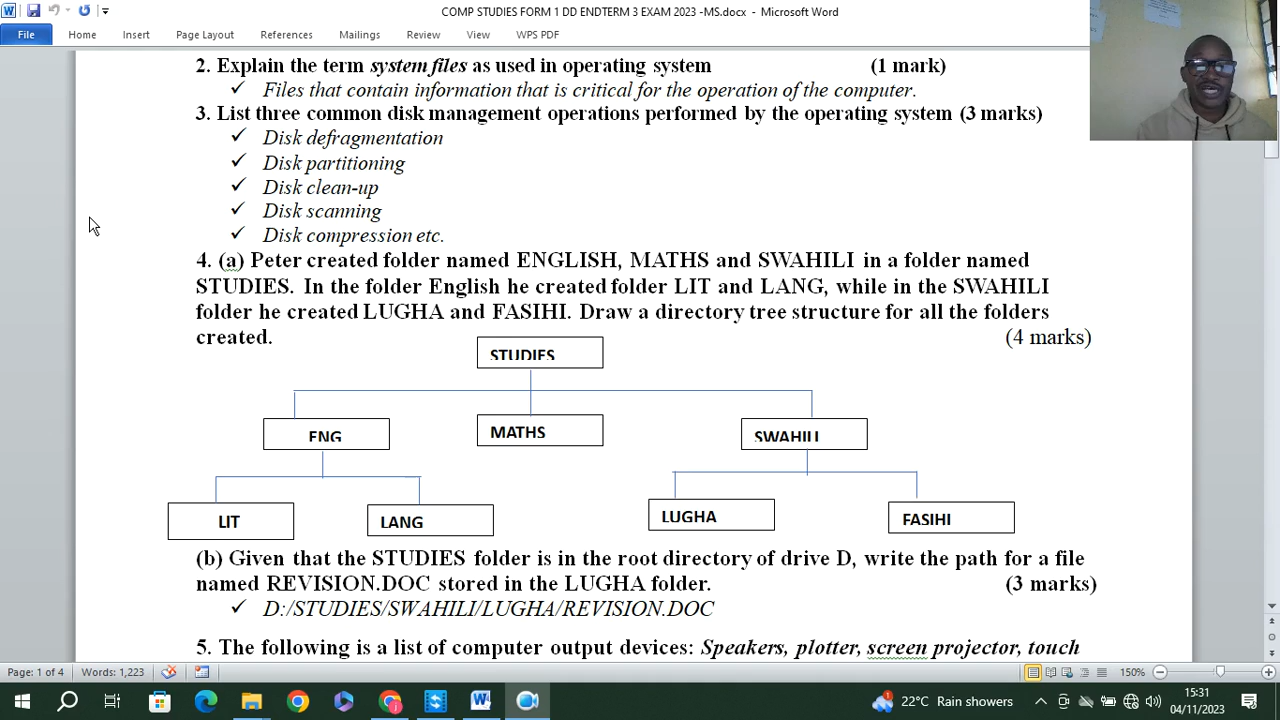 COMP STUDIES FORM 1 DD ENDTERM 3 EXAM 2023 -MS.docx - Microsoft Word
File Home Insert Page Layout References Mailings Review View WPS PDF
2. Explain the term system files as used in operating system (1 mark)
✓ Files that contain information that is critical for the operation of the computer.
3. List three common disk management operations performed by the operating system (3 marks)
✓ Disk defragmentation
✓ Disk partitioning
✓ Disk clean-up
✓ Disk scanning
✓ Disk compression etc.
4. (a) Peter created folder named ENGLISH, MATHS and SWAHILI in a folder named
STUDIES. In the folder English he created folder LIT and LANG, while in the SWAHILI
folder he created LUGHA and FASIHI. Draw a directory tree structure for all the folders
created. (4 marks)
STUDIES
ENG MATHS SWAHILI
LIT LANG LUGHA FASIHI
(b) Given that the STUDIES folder is in the root directory of drive D, write the path for a file
named REVISION.DOC stored in the LUGHA folder. (3 marks)
✓ D:/STUDIES/SWAHILI/LUGHA/REVISION.DOC
5. The following is a list of computer output devices: Speakers, plotter, screen projector, touch
Page: 1 of 4 Words: 1,223 150%
22°C Rain showers 15:31
04/11/2023